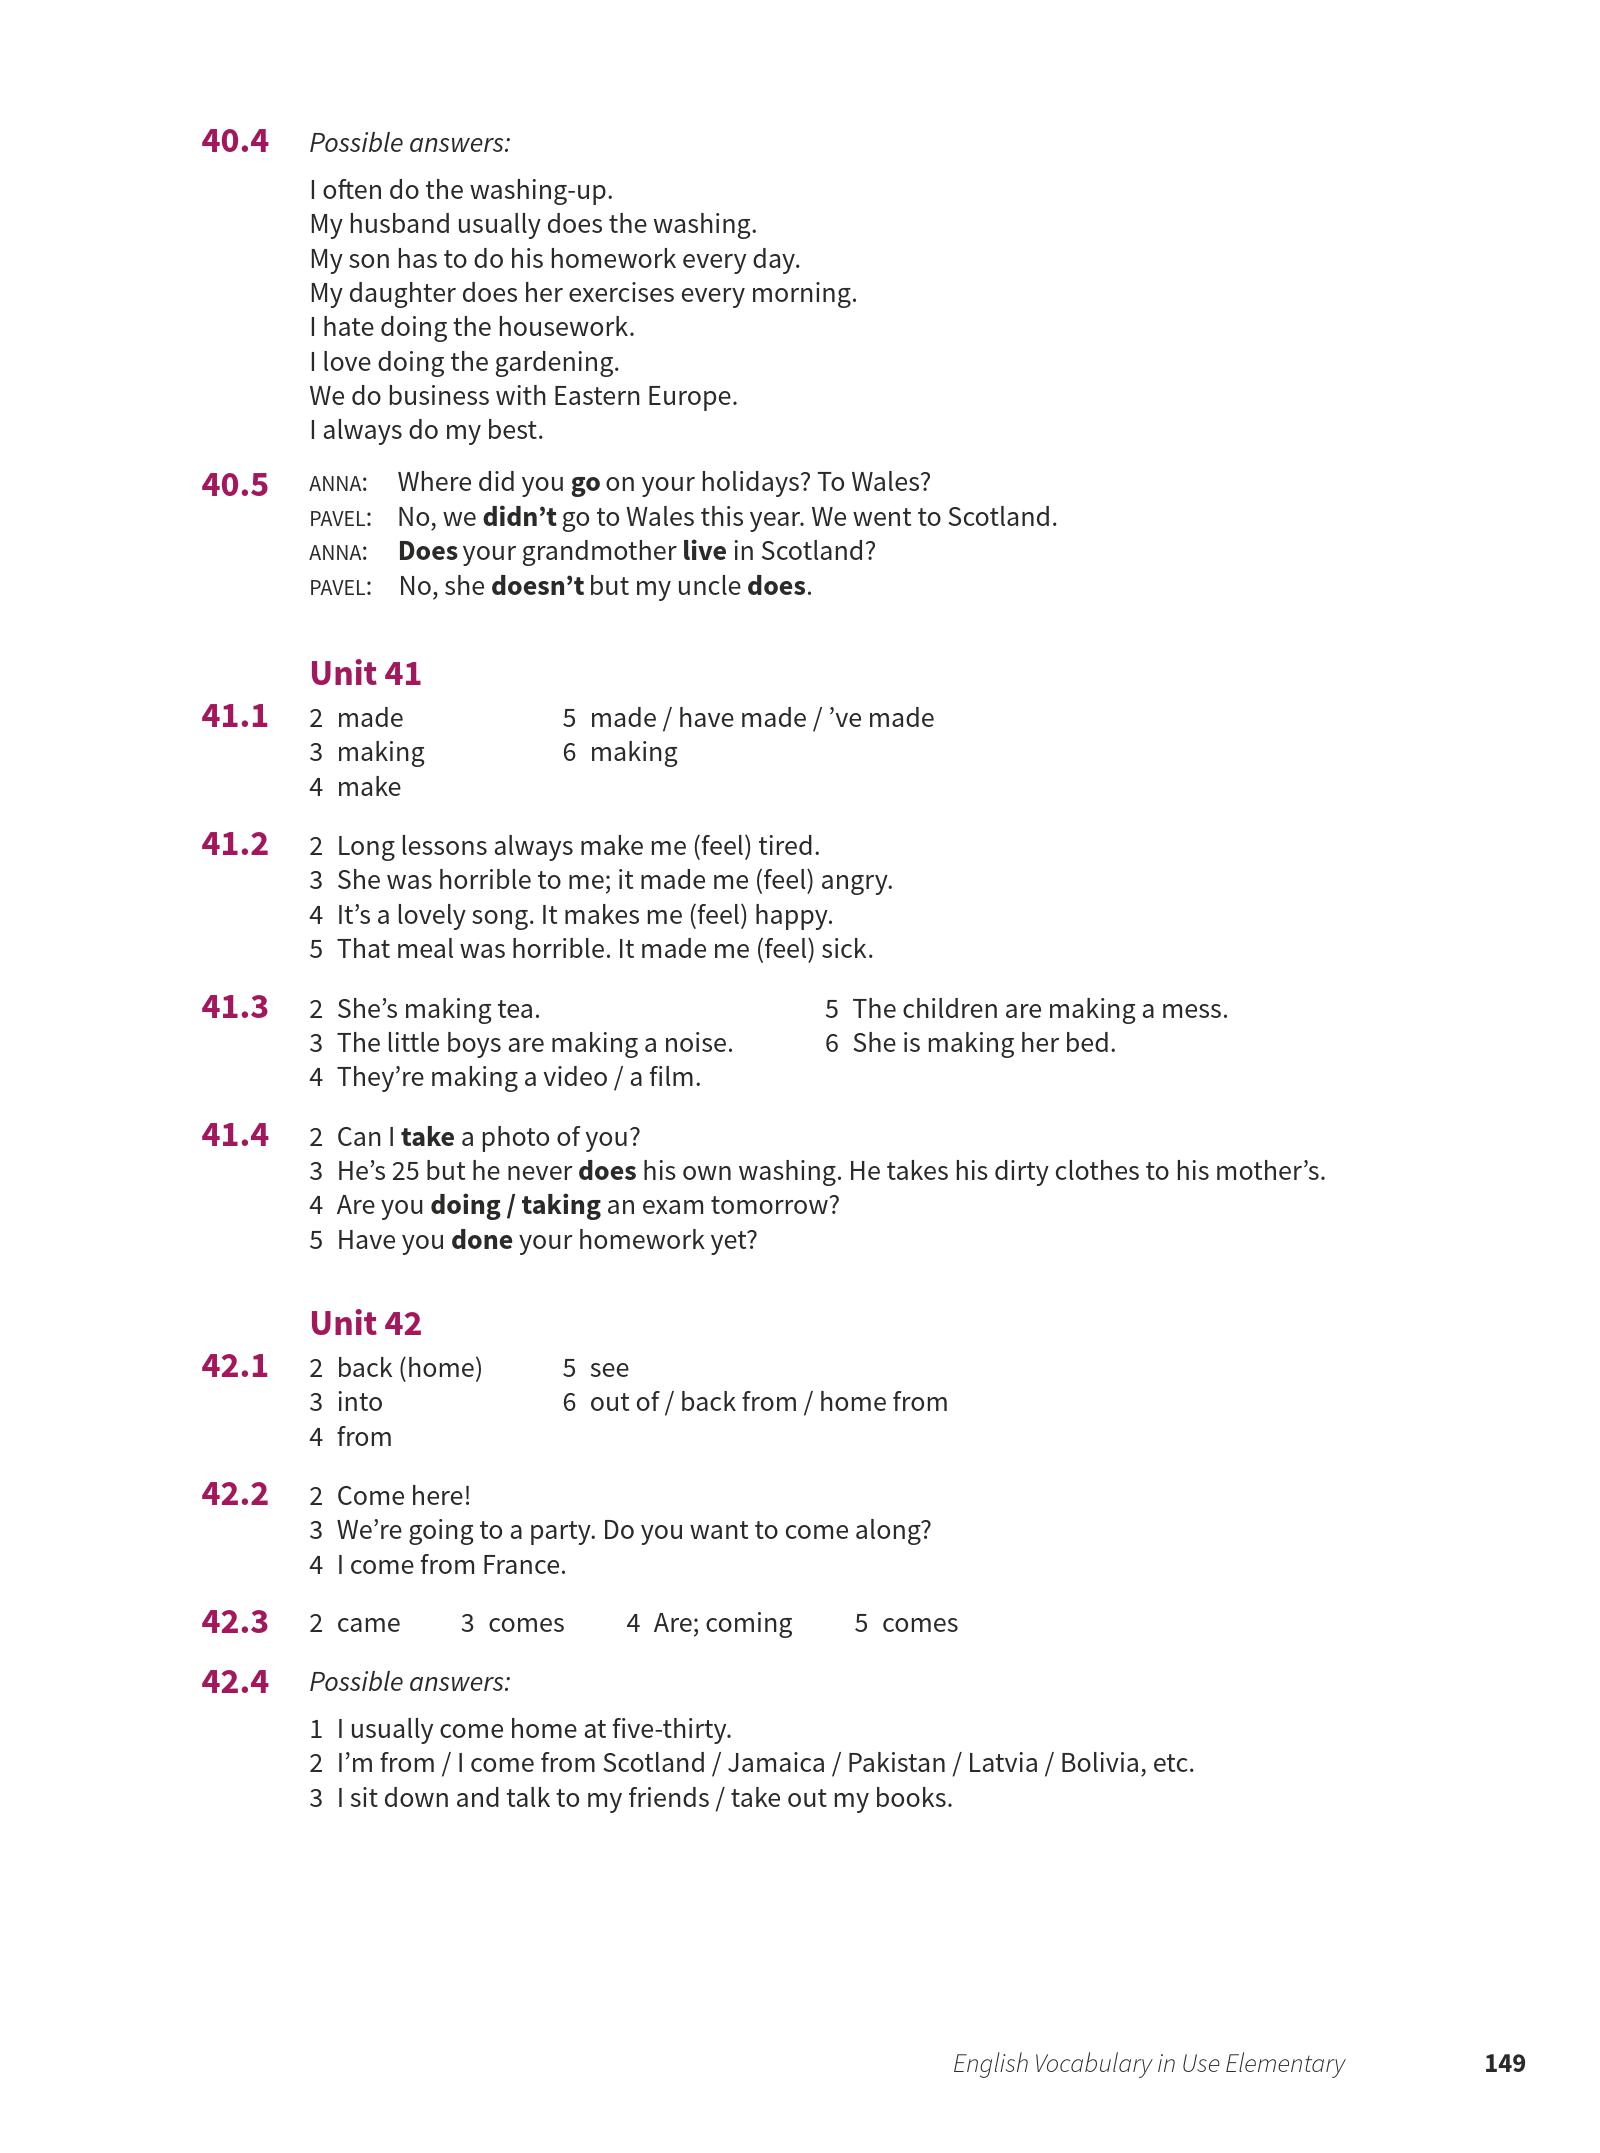 40.4 Possible answers:
I often do the washing-up.
My husband usually does the washing.
My son has to do his homework every day.
My daughter does her exercises every morning.
I hate doing the housework.
I love doing the gardening.
We do business with Eastern Europe.
I always do my best.
40.5 ANNA: Where did you go on your holidays? To Wales?
PAVEL: No, we didn’t go to Wales this year. We went to Scotland.
ANNA: Does your grandmother live in Scotland?
PAVEL: No, she doesn’t but my uncle does.
Unit 41
41.1 2 made 5 made / have made / ’ve made
3 making 6 making
4 make
41.2 2 Long lessons always make me (feel) tired.
3 She was horrible to me; it made me (feel) angry.
4 It’s a lovely song. It makes me (feel) happy.
5 That meal was horrible. It made me (feel) sick.
41.3 2 She’s making tea. 5 The children are making a mess.
3 The little boys are making a noise. 6 She is making her bed.
4 They’re making a video / a film.
41.4 2 Can I take a photo of you?
3 He’s 25 but he never does his own washing. He takes his dirty clothes to his mother’s.
4 Are you doing / taking an exam tomorrow?
5 Have you done your homework yet?
Unit 42
42.1 2 back (home) 5 see
3 into 6 out of / back from / home from
4 from
42.2 2 Come here!
3 We’re going to a party. Do you want to come along?
4 I come from France.
42.3 2 came 3 comes 4 Are; coming 5 comes
42.4 Possible answers:
1 I usually come home at five-thirty.
2 I’m from / I come from Scotland / Jamaica / Pakistan / Latvia / Bolivia, etc.
3 I sit down and talk to my friends / take out my books.
English Vocabulary in Use Elementary 149